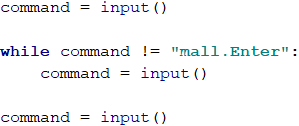 command = input()
while command != "mall.Enter":
    command = input()
command = input()